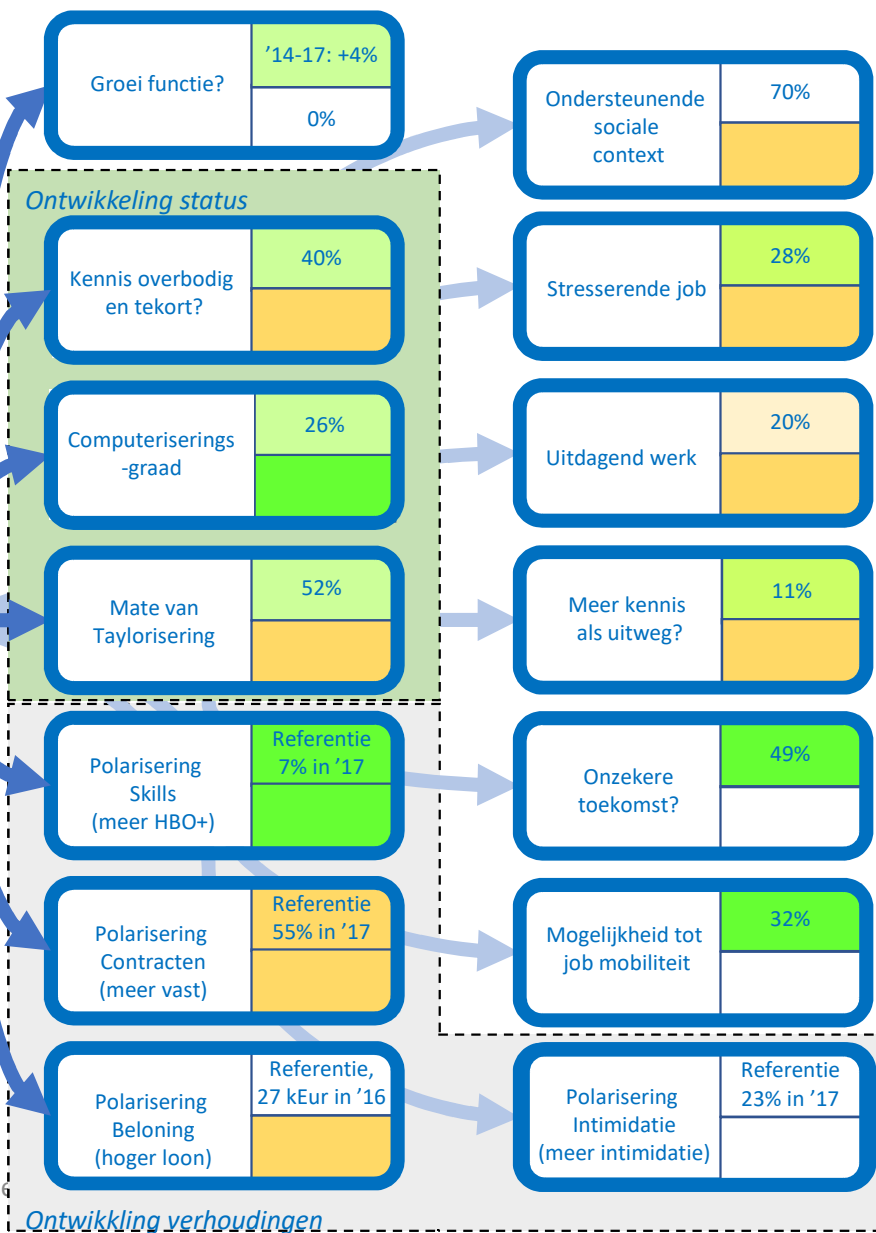 Groei functie?
’14-17: +4%
0%
Ontwikkeling status
Kennis overbodig
en tekort?
40%
Computiserings
-graad
26%
Mate van
Taylorisering
52%
Polarisering
Skills
(meer HBO+)
Referentie
7% in ’17
Polarisering
Contracten
(meer vast)
Referentie
55% in ’17
Polarisering
Beloning
(hoger loon)
Referentie,
27 kEur in ’16
Ontwikkling verhoudingen
Ondersteunende
sociale
context
70%
Stresserende job
28%
Uitdagend werk
20%
Meer kennis
als uitweg?
11%
Onzekere
toekomst?
49%
Mogelijkheid tot
job mobiliteit
32%
Polarisering
Intimidatie
(meer intimidatie)
Referentie
23% in ’17